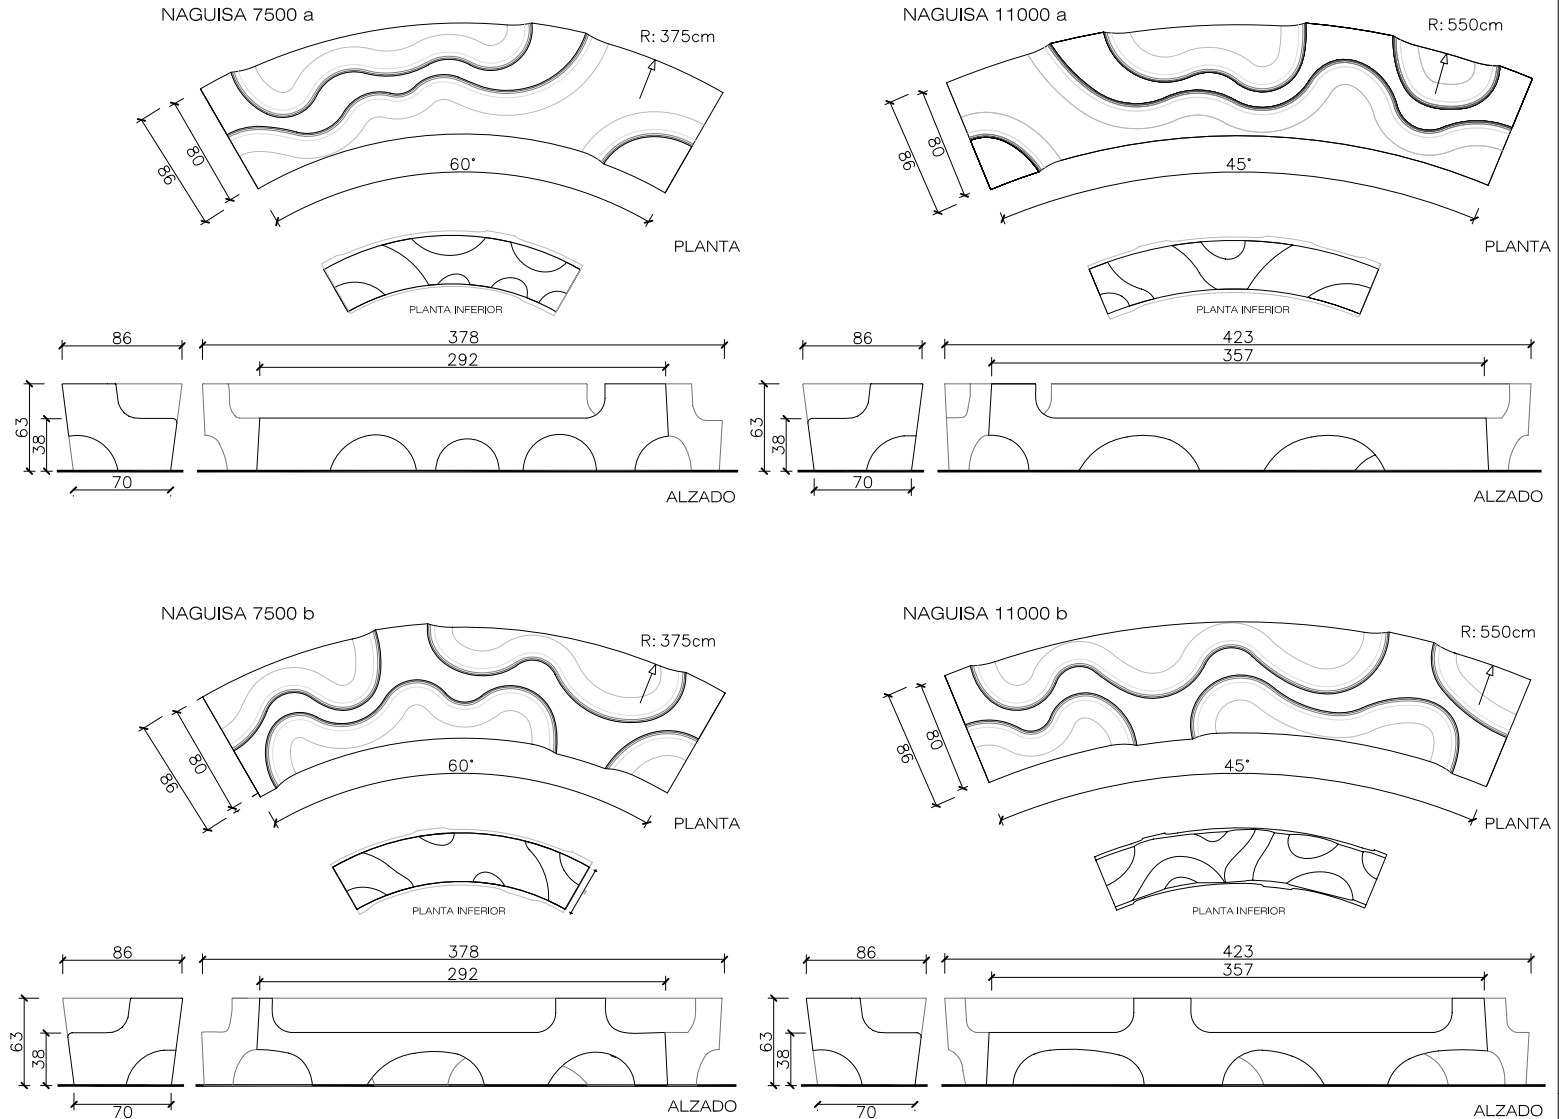 NAGUISA 7500 a
R: 375cm
80
86
60°
PLANTA
PLANTA INFERIOR
86
378
292
63
38
70
ALZADO
NAGUISA 11000 a
R: 550cm
80
86
45°
PLANTA
PLANTA INFERIOR
86
423
357
63
38
70
ALZADO
NAGUISA 7500 b
R: 375cm
80
86
60°
PLANTA
PLANTA INFERIOR
86
378
292
63
38
70
ALZADO
NAGUISA 11000 b
R: 550cm
80
86
45°
PLANTA
PLANTA INFERIOR
86
423
357
63
38
70
ALZADO